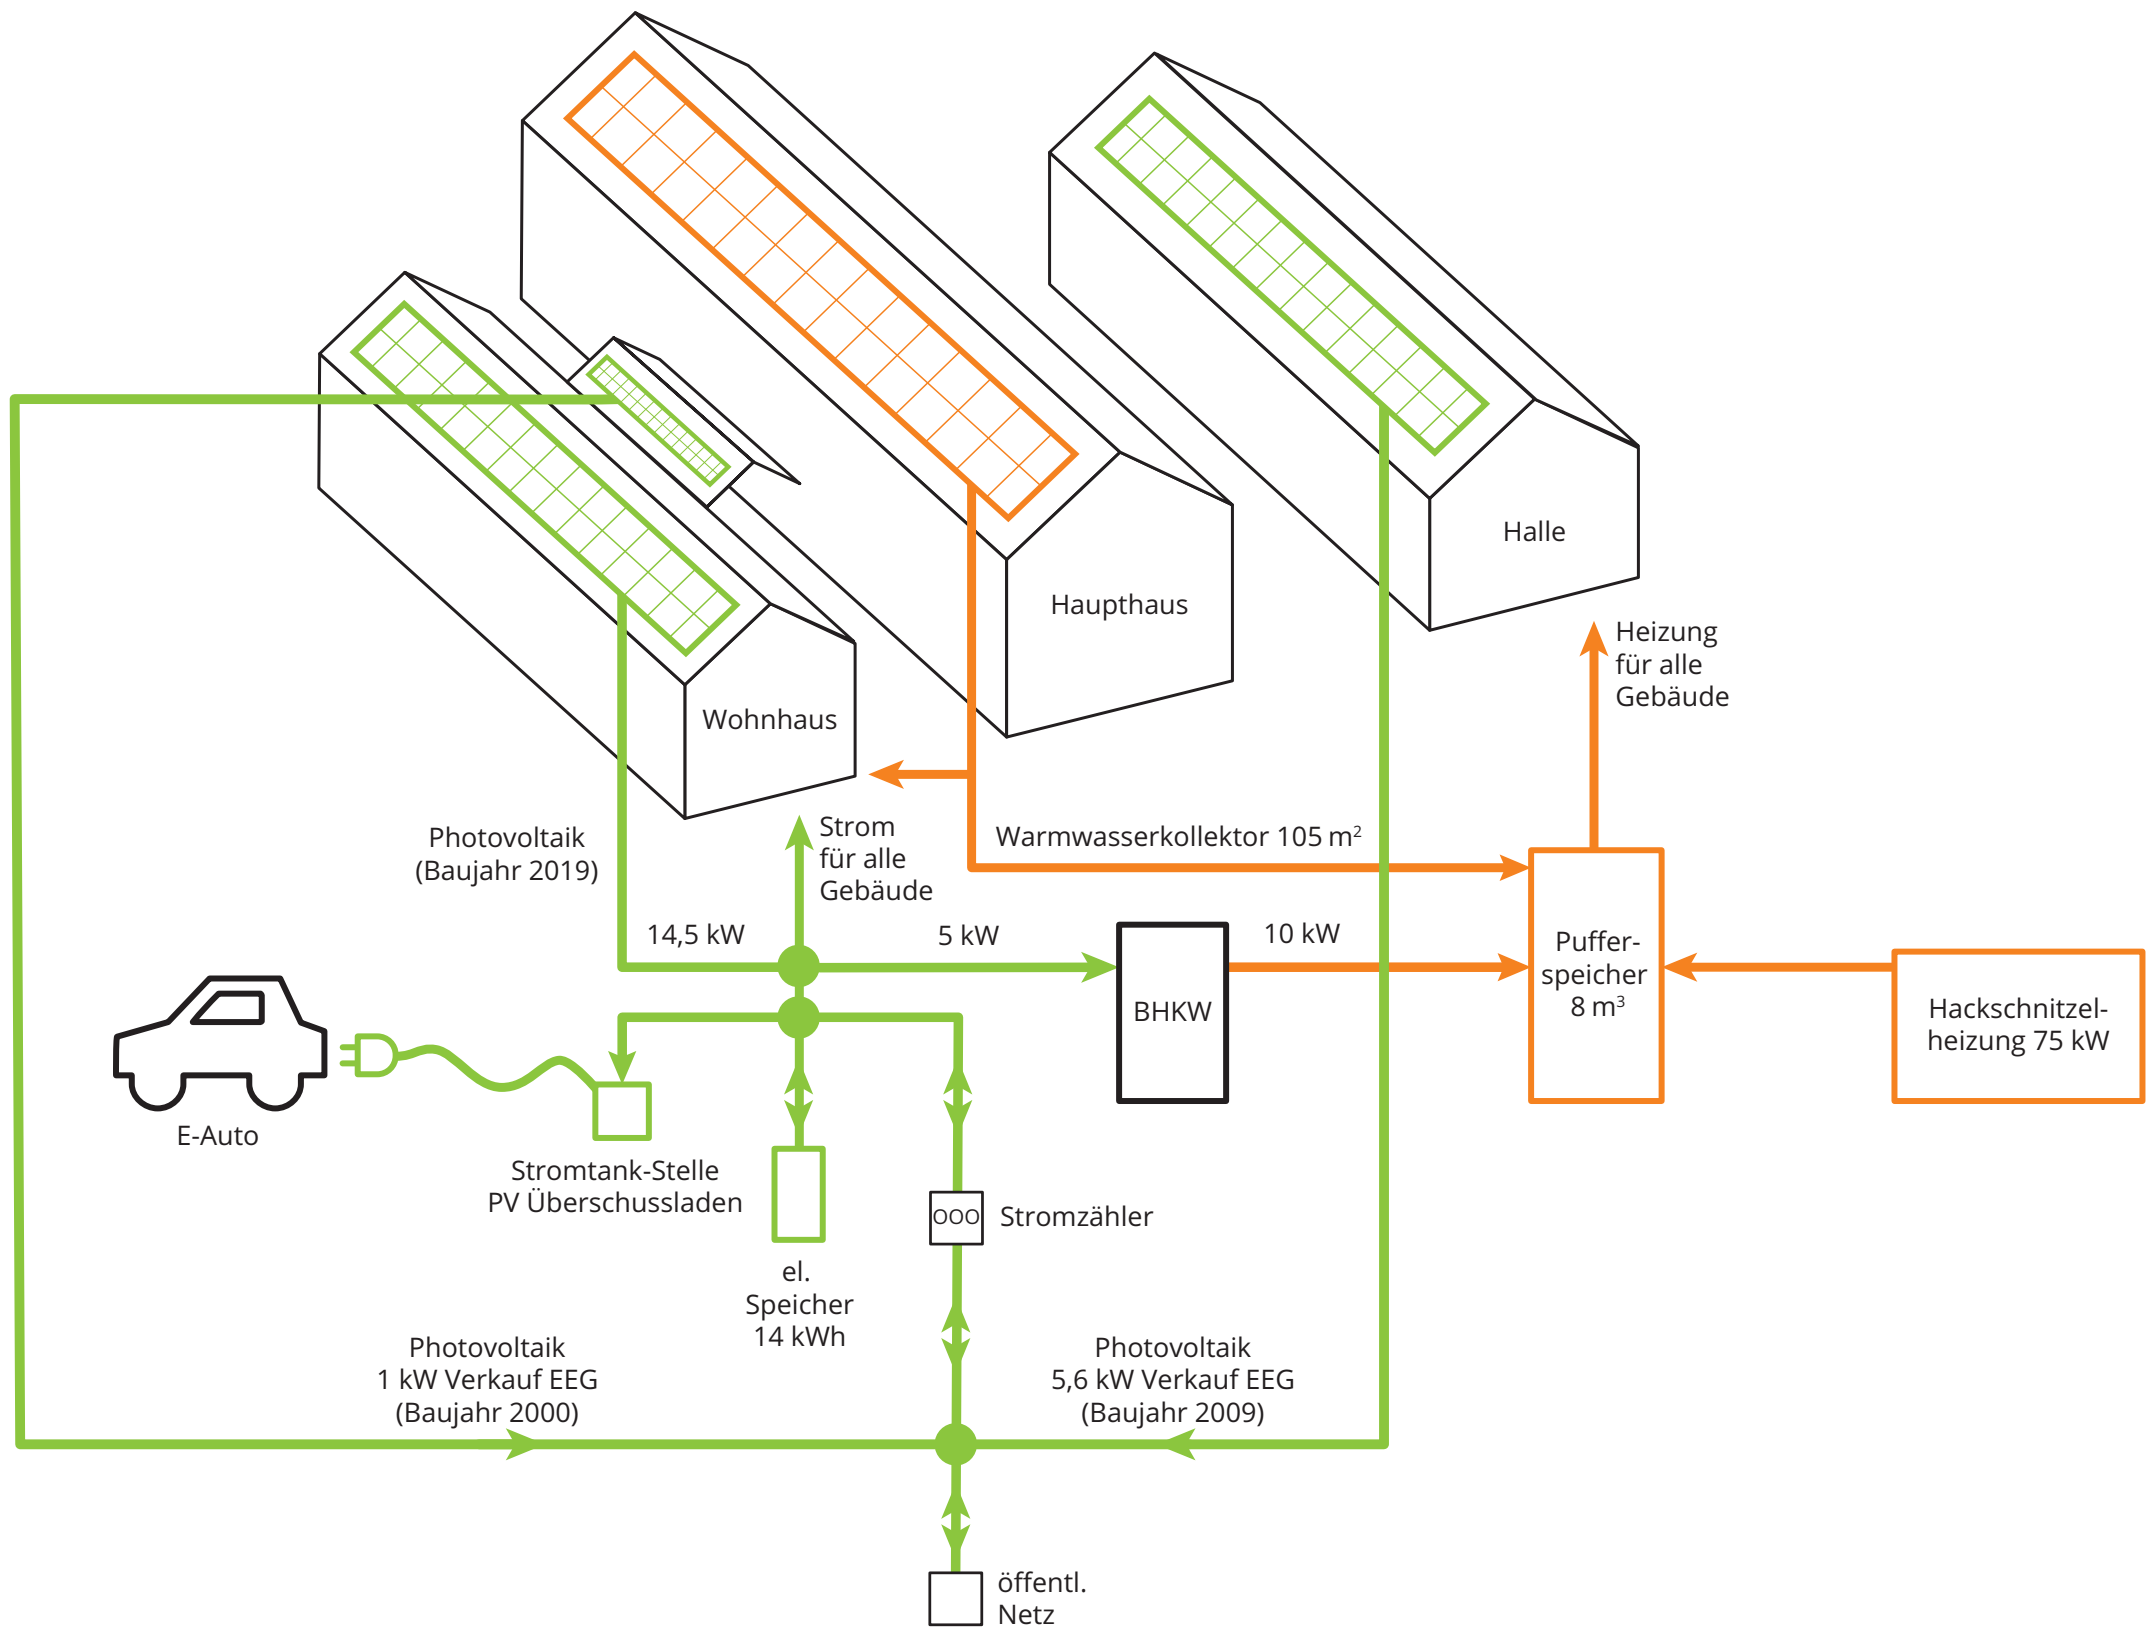 Halle
Haupthaus
Heizung
für alle
Gebäude
Wohnhaus
Photovoltaik
(Baujahr 2019)
Strom
für alle
Gebäude
Warmwasserkollektor 105 m²
14,5 kW
5 kW
10 kW
BHKW
Puffer-
speicher
8 m³
Hackschnitzel-
heizung 75 kW
E-Auto
Stromtank-Stelle
PV Überschussladen
OOO
Stromzähler
el.
Speicher
14 kWh
Photovoltaik
1 kW Verkauf EEG
(Baujahr 2000)
Photovoltaik
5,6 kW Verkauf EEG
(Baujahr 2009)
öffentl.
Netz